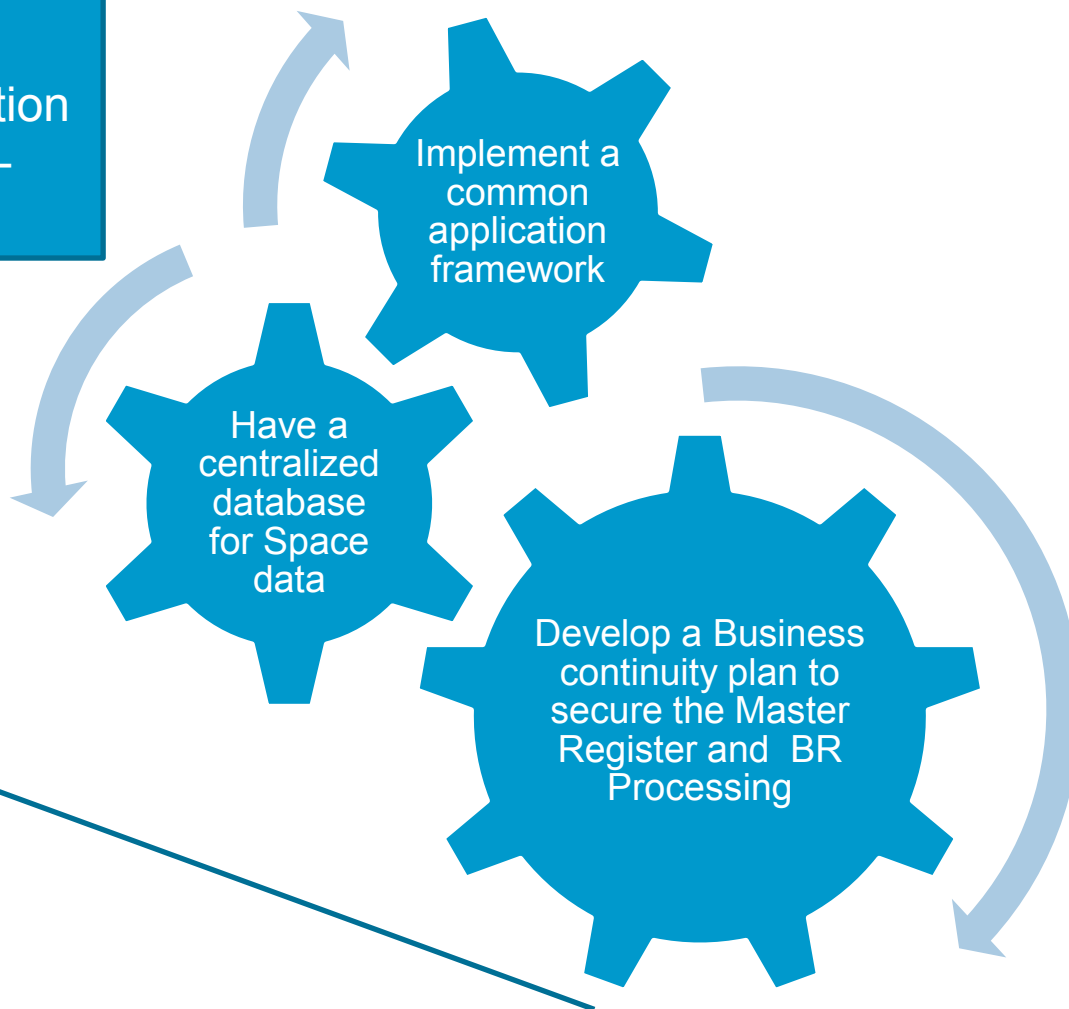 tion
–
Implement a
common
application
framework
Have a
centralized
database
for Space
data
Develop a Business
continuity plan to
secure the Master
Register and  BR
Processing